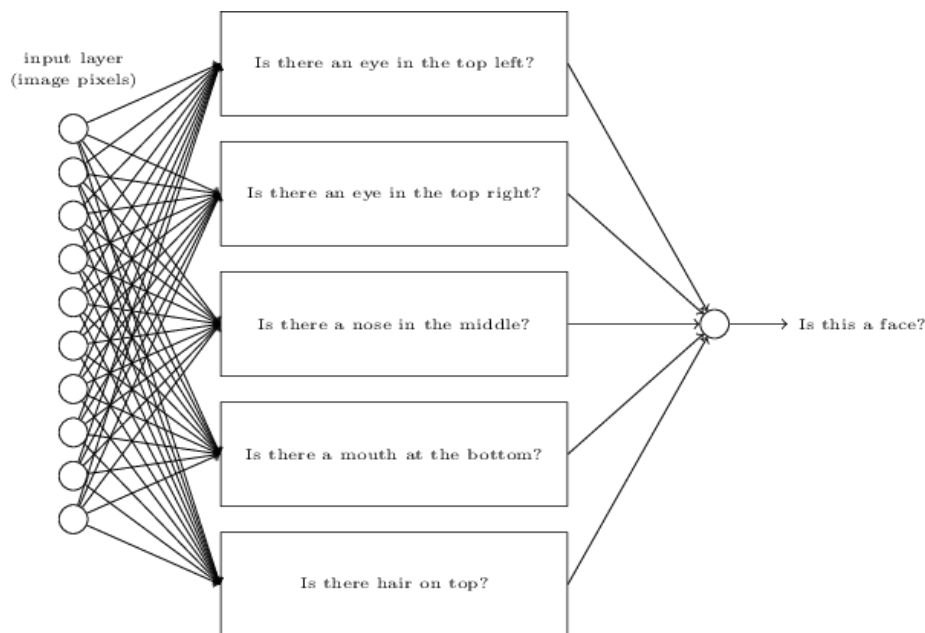 input layer
(image pixels)
Is there an eye in the top left?
Is there an eye in the top right?
Is there a nose in the middle?
Is this a face?
Is there a mouth at the bottom?
Is there hair on top?